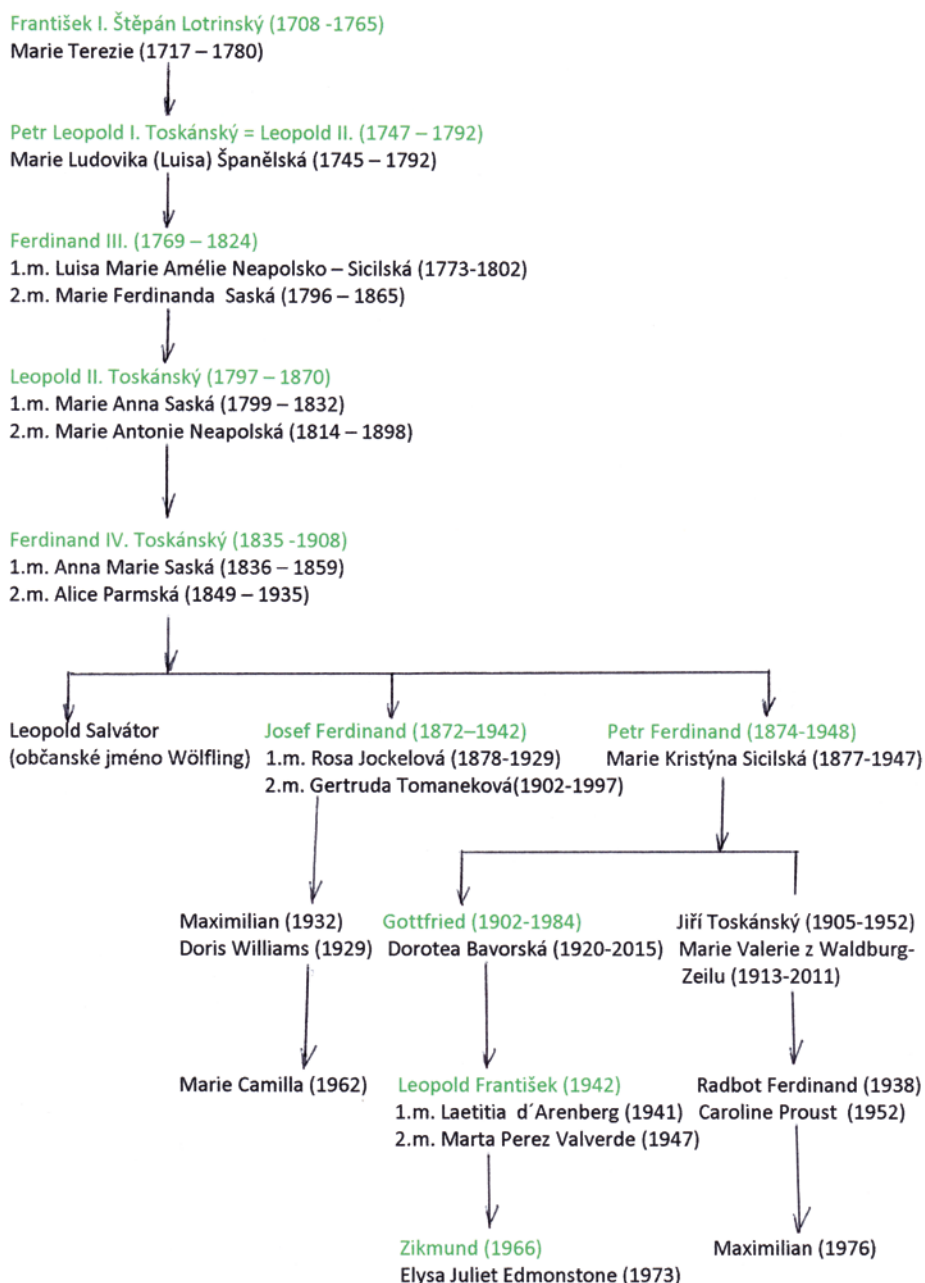 František I. Štěpán Lotrinský (1708 -1765)
Marie Terezie (1717 – 1780)
Petr Leopold I. Toskánský = Leopold II. (1747 – 1792)
Marie Ludovika (Luisa) Španělská (1745 – 1792)
Ferdinand III. (1769 – 1824)
1.m. Luisa Marie Amélie Neapolsko – Sicilská (1773-1802)
2.m. Marie Ferdinanda Saská (1796 – 1865)
Leopold II. Toskánský (1797 – 1870)
1.m. Marie Anna Saská (1799 – 1832)
2.m. Marie Antonie Neapolská (1814 – 1898)
Ferdinand IV. Toskánský (1835 -1908)
1.m. Anna Marie Saská (1836 – 1859)
2.m. Alice Parmská (1849 – 1935)
Leopold Salvátor
(občanské jméno Wölfling)
Josef Ferdinand (1872–1942)
1.m. Rosa Jockelová (1878-1929)
2.m. Gertruda Tomaneková(1902-1997)
Petr Ferdinand (1874-1948)
Marie Kristýna Sicilská (1877-1947)
Maximilian (1932)
Doris Williams (1929)
Gottfried (1902-1984)
Dorotea Bavorská (1920-2015)
Jiří Toskánský (1905-1952)
Marie Valerie z Waldburg-
Zeilu (1913-2011)
Marie Camilla (1962)
Leopold František (1942)
1.m. Laetitia d´Arenberg (1941)
2.m. Marta Perez Valverde (1947)
Radbot Ferdinand (1938)
Caroline Proust (1952)
Zikmund (1966)
Elysa Juliet Edmonstone (1973)
Maximilian (1976)